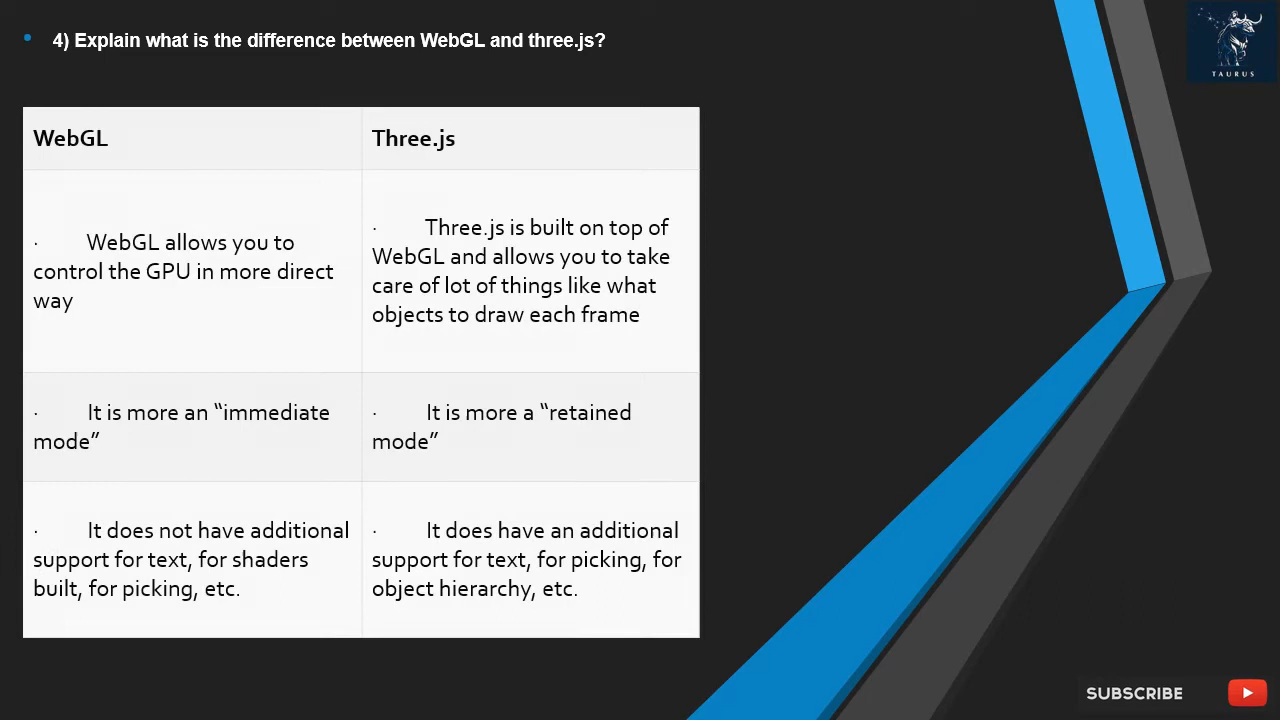 • 4) Explain what is the difference between WebGL and three.js?
TAURUS
WebGL
Three.js
· WebGL allows you to
control the GPU in more direct
way
· Three.js is built on top of
WebGL and allows you to take
care of lot of things like what
objects to draw each frame
· It is more an “immediate
mode”
· It is more a “retained
mode”
· It does not have additional
support for text, for shaders
built, for picking, etc.
· It does have an additional
support for text, for picking, for
object hierarchy, etc.
SUBSCRIBE